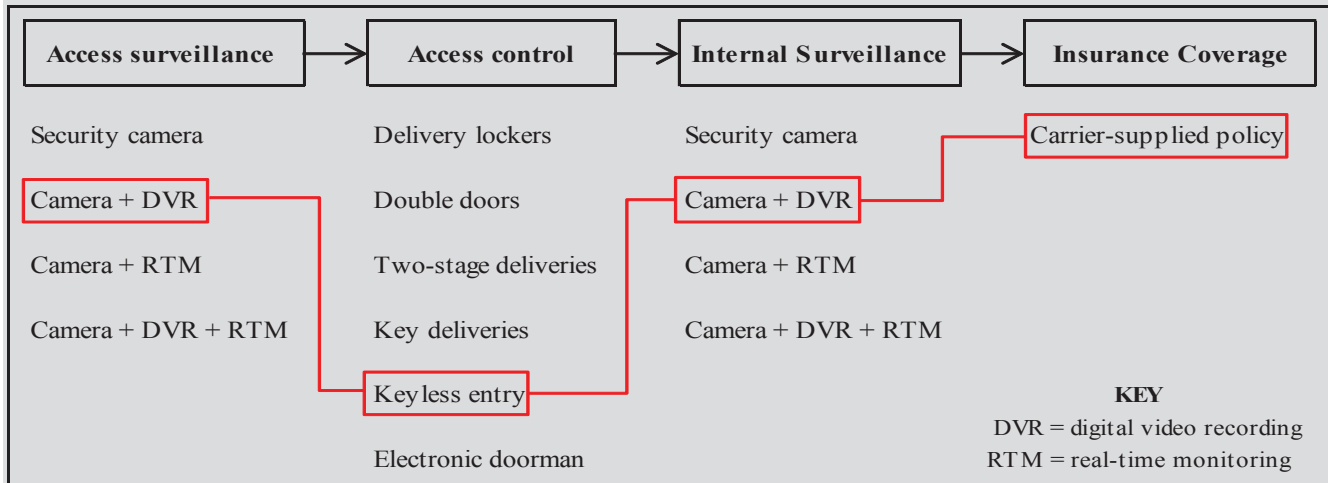 Access surveillance
Access control
Internal Surveillance
Insurance Coverage
Security camera
Delivery lockers
Security camera
Carrier-supplied policy
Camera + DVR
Double doors
Camera + DVR
Camera + RTM
Two-stage deliveries
Camera + RTM
Camera + DVR + RTM
Key deliveries
Camera + DVR + RTM
Keyless entry
KEY
DVR = digital video recording
Electronic doorman
RTM = real-time monitoring